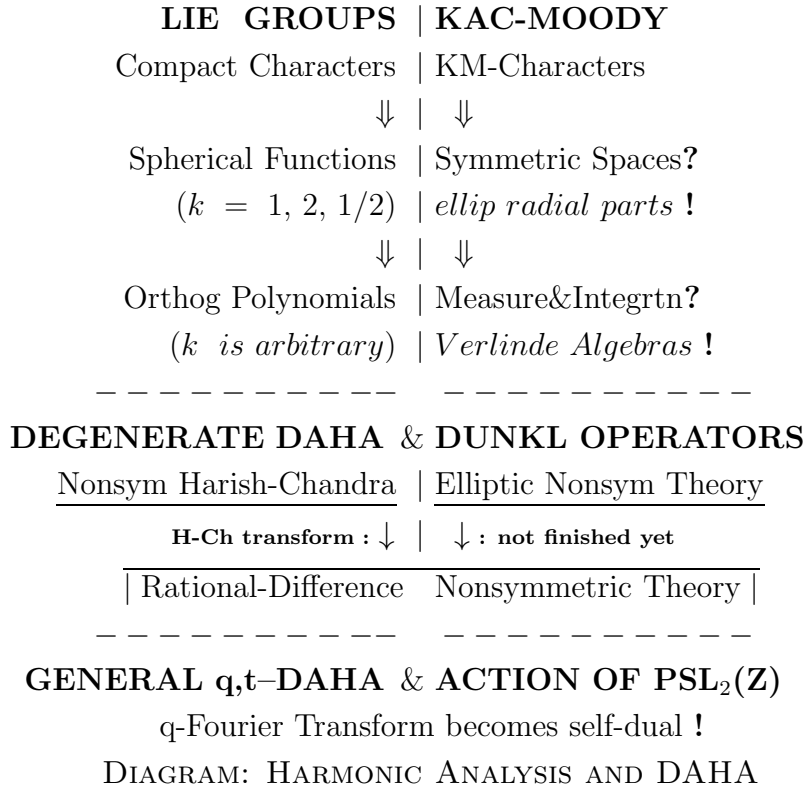 LIE GROUPS | KAC-MOODY
Compact Characters | KM-Characters
⇓ | ⇓
Spherical Functions | Symmetric Spaces?
(k = 1, 2, 1/2) | ellip radial parts !
⇓ | ⇓
Orthog Polynomials | Measure&Integrtn?
(k is arbitrary) | Verlinde Algebras !
− − − − − − − − −− − − − − − − − − − −
DEGENERATE DAHA & DUNKL OPERATORS
Nonsym Harish-Chandra | Elliptic Nonsym Theory
H-Ch transform : ↓ | ↓ : not finished yet
| Rational-Difference Nonsymmetric Theory |
− − − − − − − − −− − − − − − − − − − −
GENERAL q,t–DAHA & ACTION OF PSL₂(Z)
q-Fourier Transform becomes self-dual !
DIAGRAM: HARMONIC ANALYSIS AND DAHA